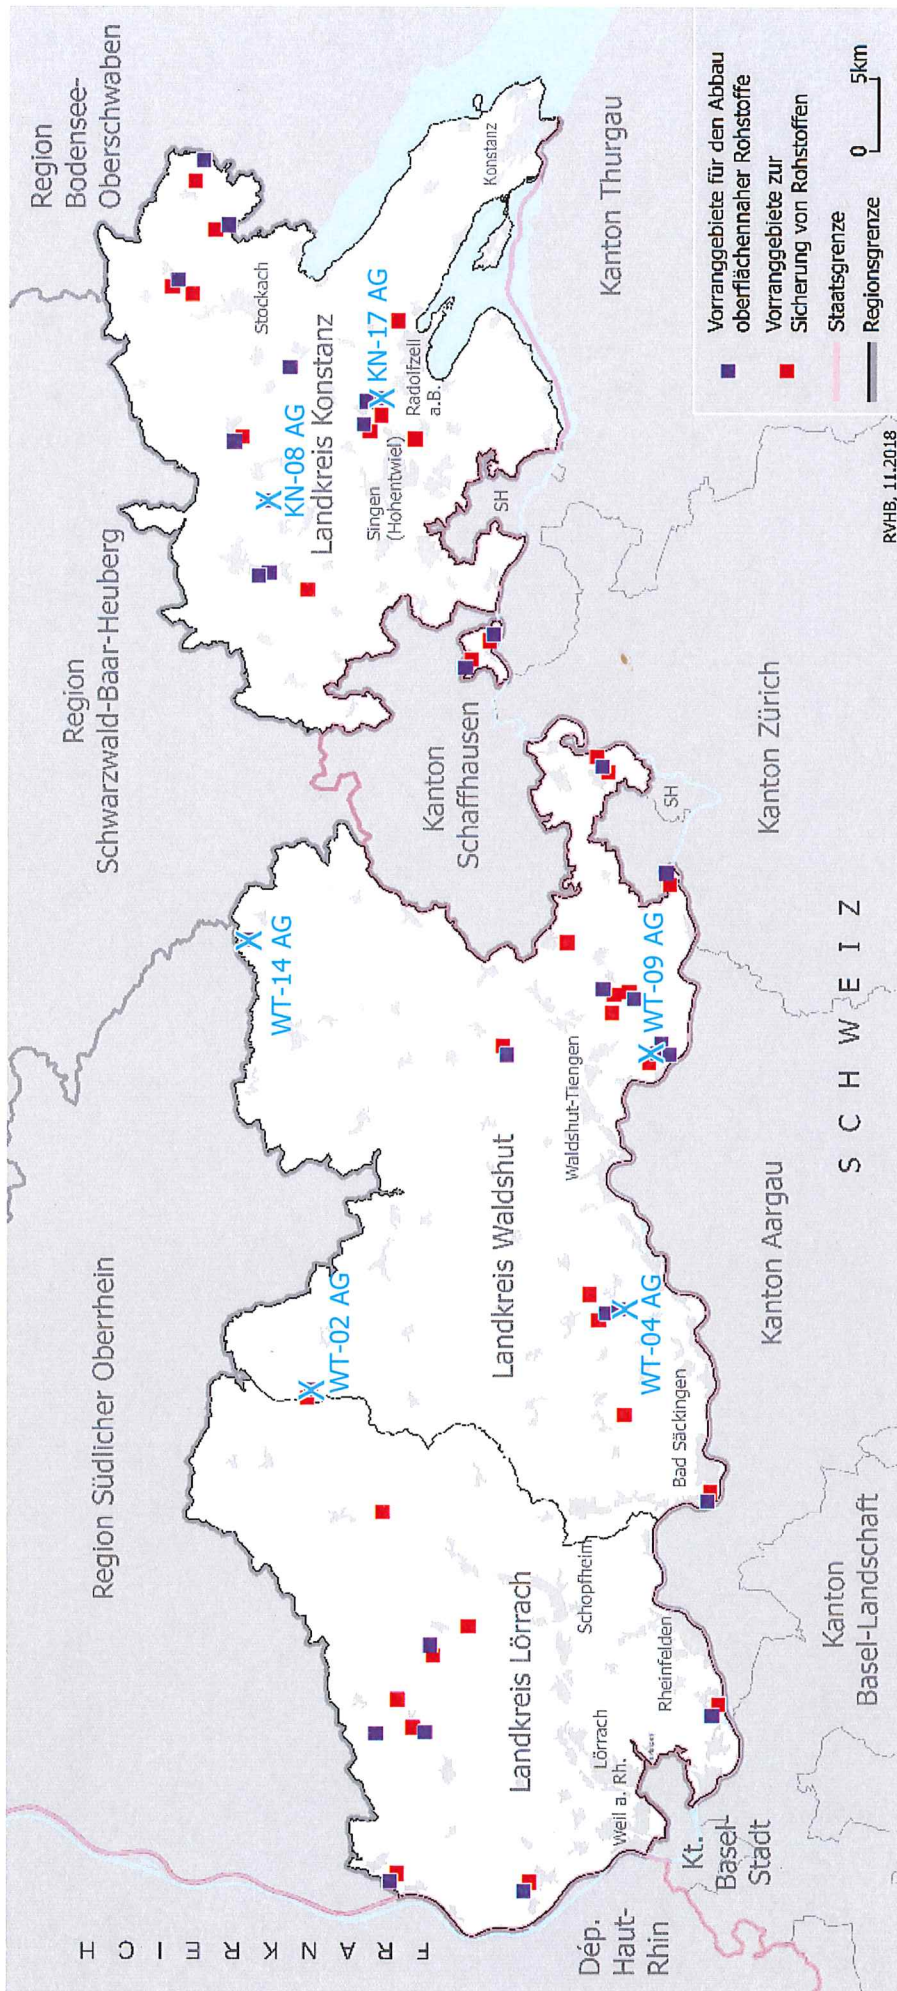 Region
Bodensee-
Oberschwaben
Region
Schwarzwald-Baar-Heuberg
Region Südlicher Oberrhein
FRANKREICH
Dép.
Haut-
Rhin
Kt.
Basel-
Stadt
Kanton
Basel-Landschaft
Kanton Aargau
Kanton Zürich
Kanton
Schaffhausen
Kanton Thurgau
SCHWEIZ
SH
SH
Landkreis Lörrach
Weil a. Rh.
Lörrach
Rheinfelden
Schopfheim
Landkreis Waldshut
Bad Säckingen
Waldshut-Tiengen
WT-02 AG
WT-04 AG
WT-09 AG
WT-14 AG
Landkreis Konstanz
KN-08 AG
KN-17 AG
Singen
(Hohentwiel)
Radolfzell
a.B.
Stockach
Konstanz
Vorranggebiete für den Abbau
oberflächennaher Rohstoffe
Vorranggebiete zur
Sicherung von Rohstoffen
Staatsgrenze
Regionsgrenze
0 5km
RVHB, 11.2018